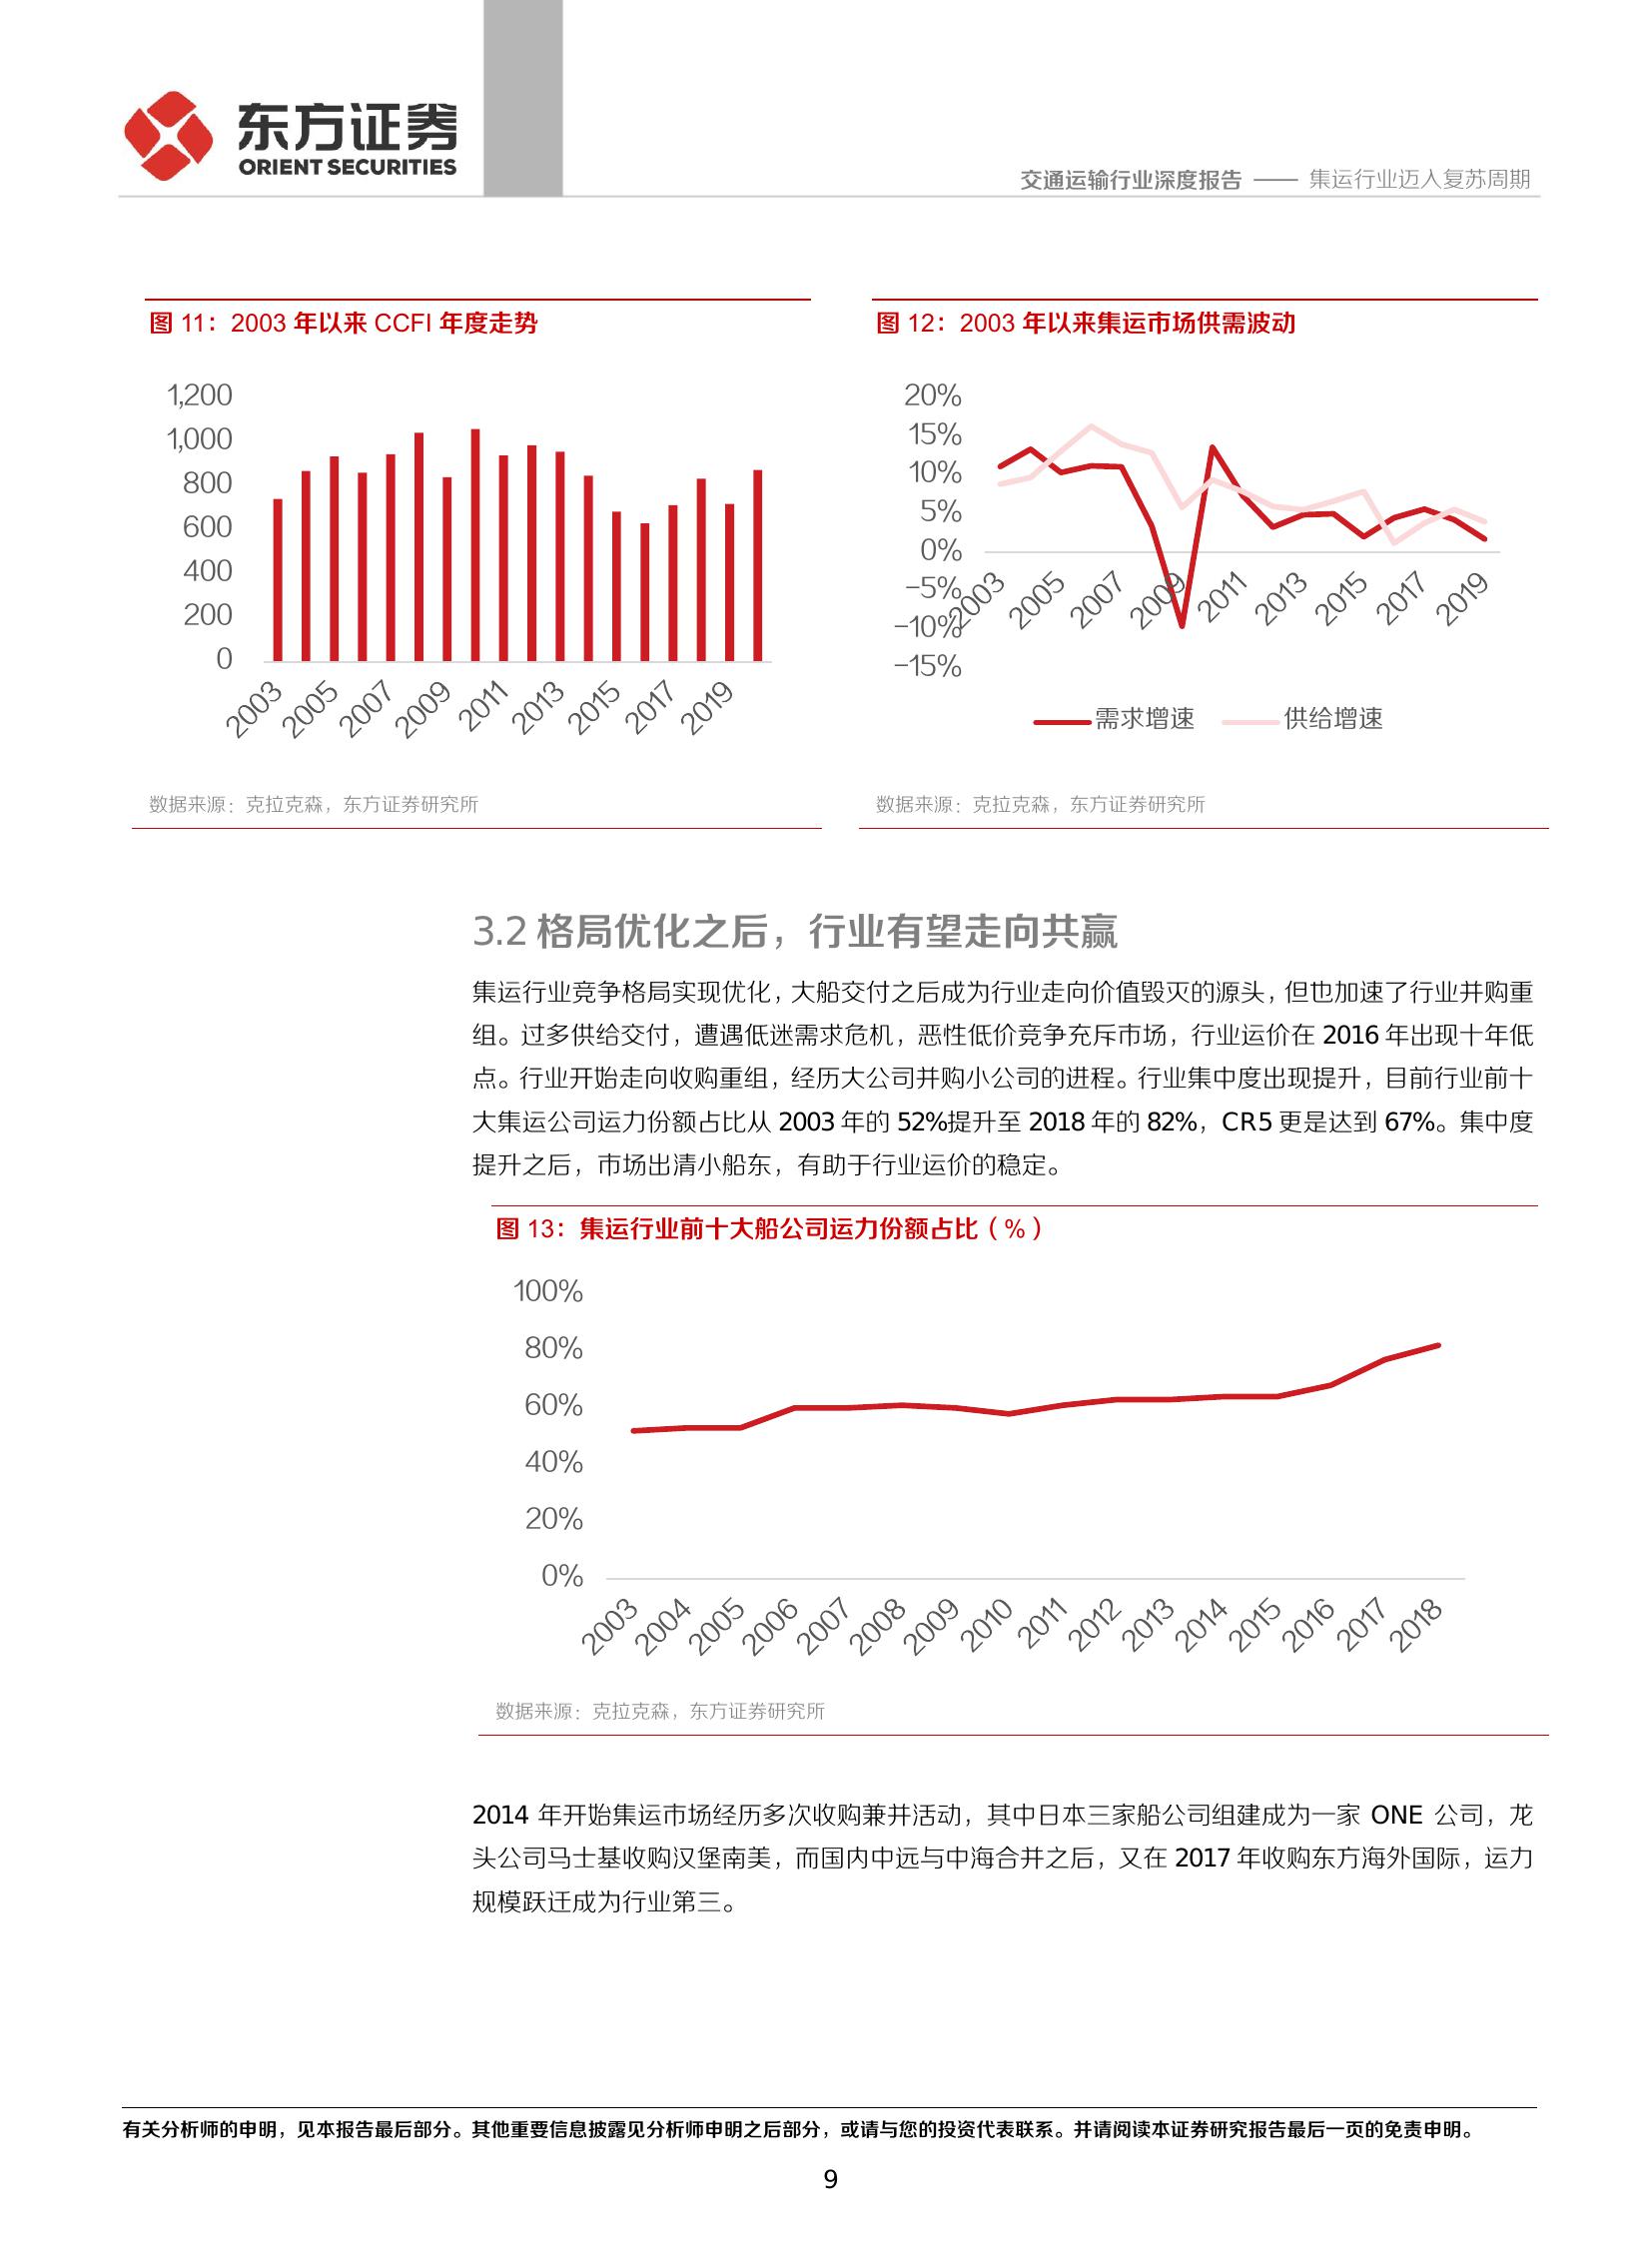 东方证券
ORIENT SECURITIES
交通运输行业深度报告 —— 集运行业迈入复苏周期
图 11：2003 年以来 CCFI 年度走势
1,200
1,000
800
600
400
200
0
2003
2005
2007
2009
2011
2013
2015
2017
2019
数据来源：克拉克森，东方证券研究所
图 12：2003 年以来集运市场供需波动
20%
15%
10%
5%
0%
-5%
-10%
-15%
2003
2005
2007
2009
2011
2013
2015
2017
2019
需求增速
供给增速
数据来源：克拉克森，东方证券研究所
3.2 格局优化之后，行业有望走向共赢
集运行业竞争格局实现优化，大船交付之后成为行业走向价值毁灭的源头，但也加速了行业并购重
组。过多供给交付，遭遇低迷需求危机，恶性低价竞争充斥市场，行业运价在 2016 年出现十年低
点。行业开始走向收购重组，经历大公司并购小公司的进程。行业集中度出现提升，目前行业前十
大集运公司运力份额占比从 2003 年的 52%提升至 2018 年的 82%，CR5 更是达到 67%。集中度
提升之后，市场出清小船东，有助于行业运价的稳定。
图 13：集运行业前十大船公司运力份额占比（%）
100%
80%
60%
40%
20%
0%
2003
2004
2005
2006
2007
2008
2009
2010
2011
2012
2013
2014
2015
2016
2017
2018
数据来源：克拉克森，东方证券研究所
2014 年开始集运市场经历多次收购兼并活动，其中日本三家船公司组建成为一家 ONE 公司，龙
头公司马士基收购汉堡南美，而国内中远与中海合并之后，又在 2017 年收购东方海外国际，运力
规模跃迁成为行业第三。
有关分析师的申明，见本报告最后部分。其他重要信息披露见分析师申明之后部分，或请与您的投资代表联系。并请阅读本证券研究报告最后一页的免责申明。
9